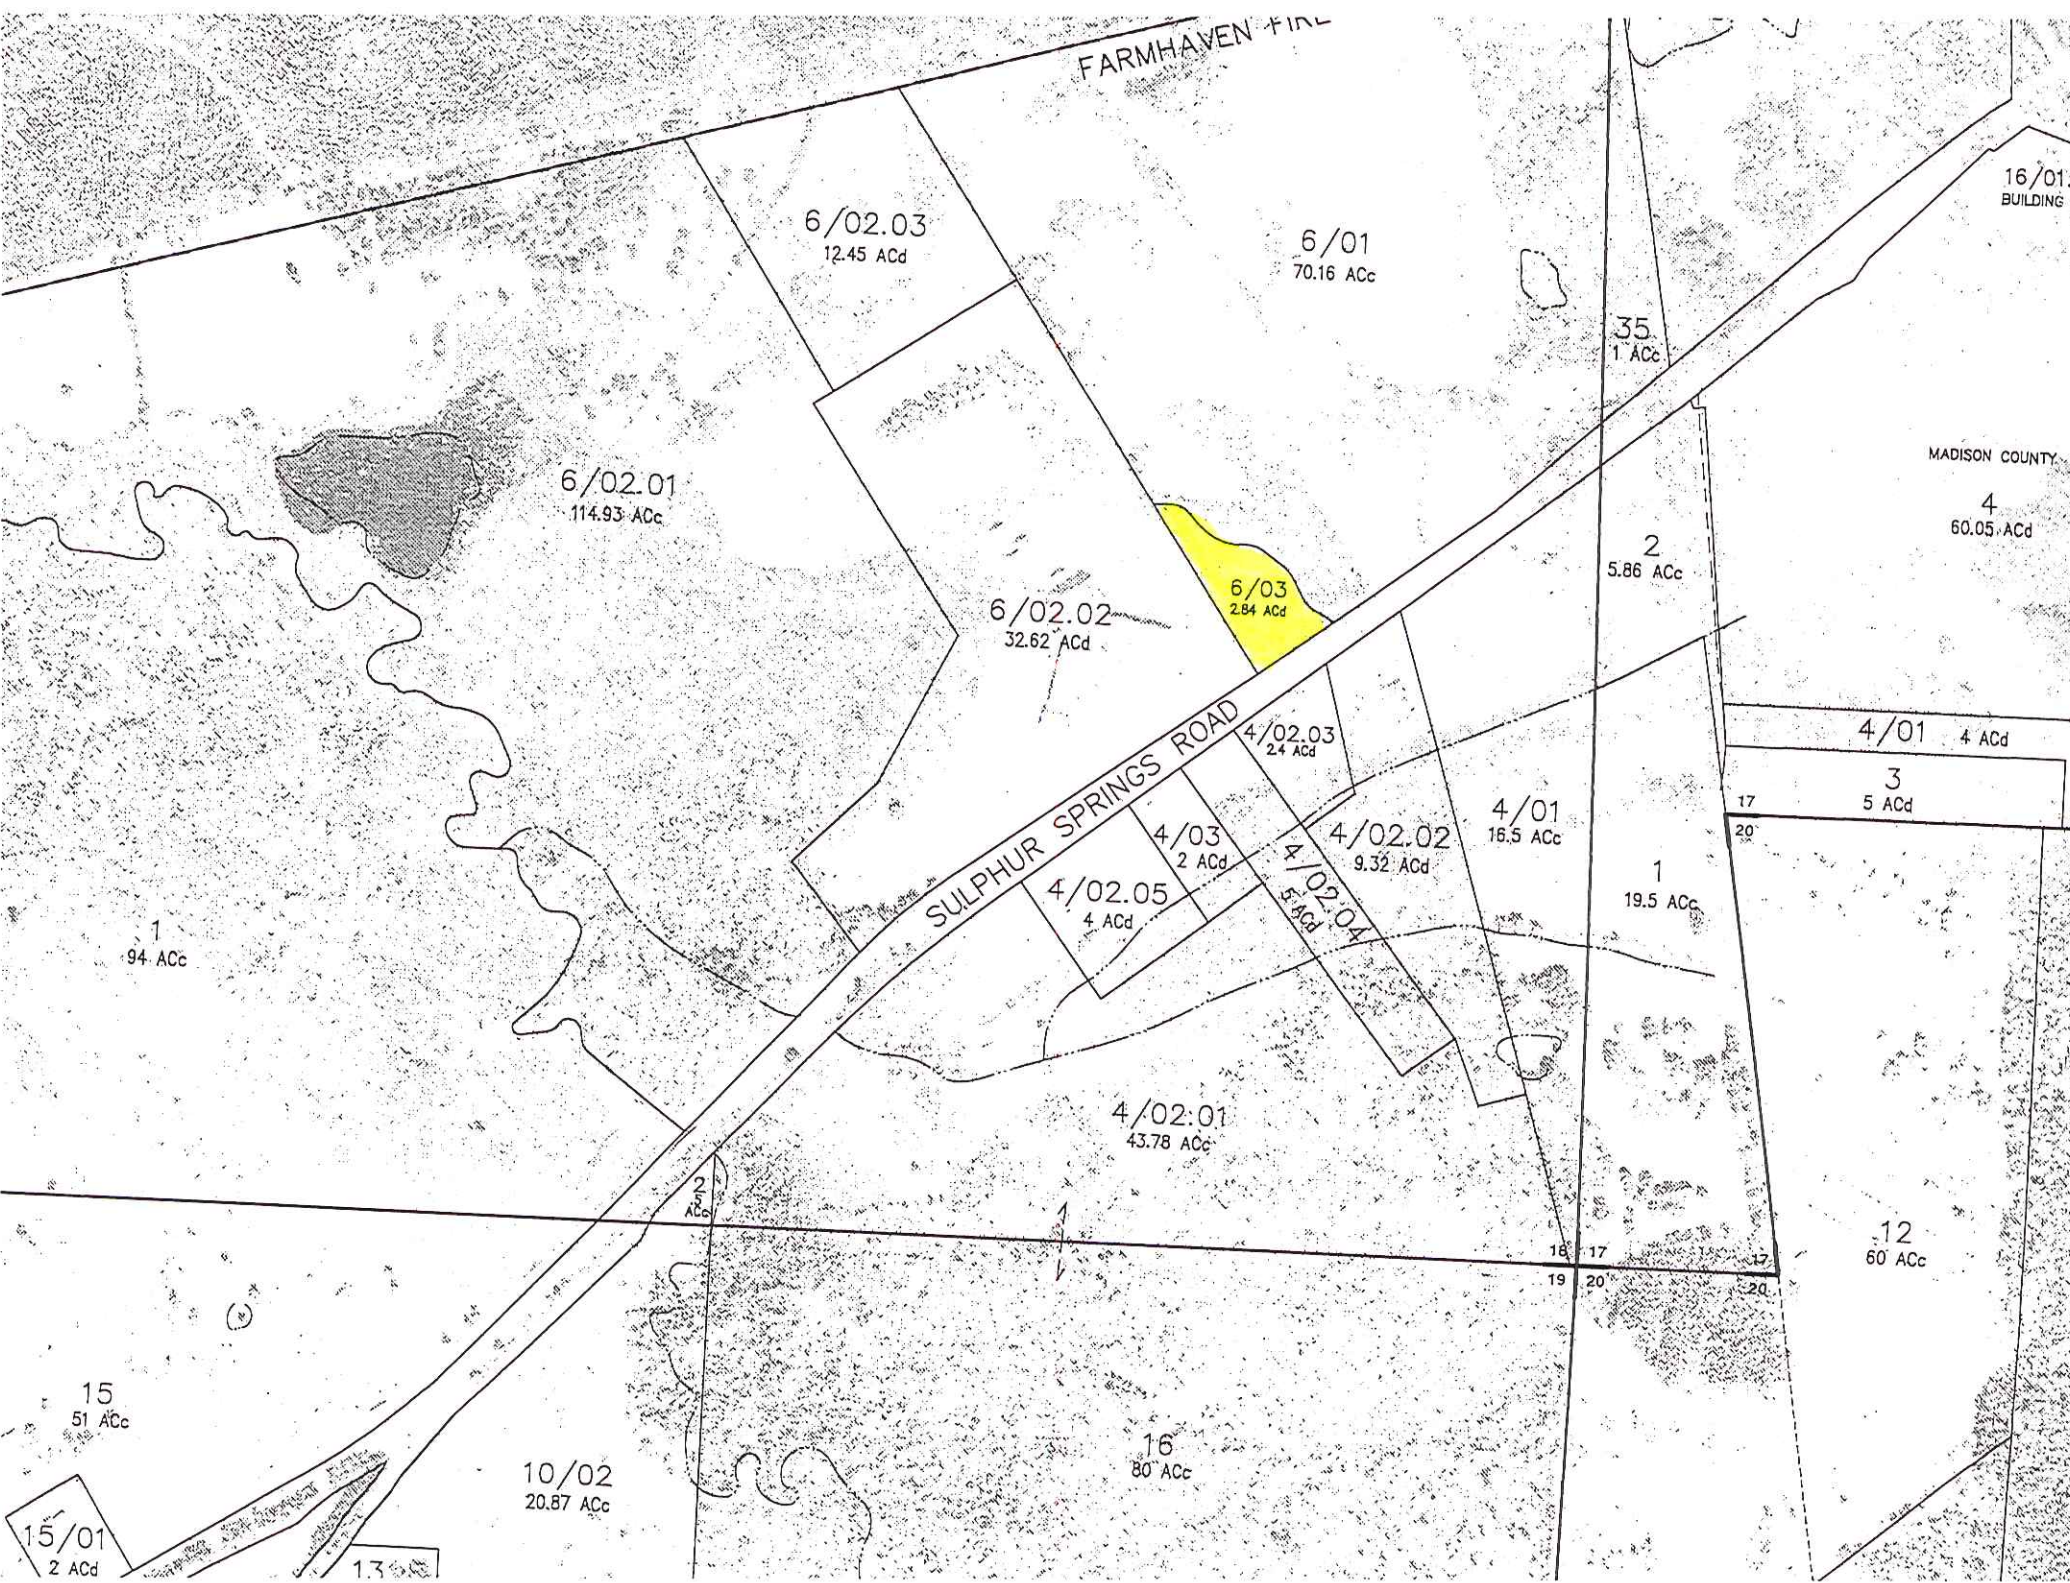 FARMHAVEN FIRE
16/01
BUILDING
6/02.03
12.45 ACd
6/01
70.16 ACc
35
1 ACc
6/02.01
114.93 ACc
MADISON COUNTY
4
60.05 ACd
2
5.86 ACc
6/03
2.84 ACd
6/02.02
32.62 ACd
SULPHUR SPRINGS ROAD
4/02.03
2.4 ACd
4/01 4 ACd
3
5 ACd
17
20
4/03
2 ACd
4/02.02
9.32 ACd
4/01
16.5 ACc
4/02.04
5 ACd
4/02.05
4 ACd
1
19.5 ACc
1
94 ACc
4/02.01
43.78 ACc
2
5
ACc
12
60 ACc
18 17
19 20
17
20
15
51 ACc
16
80 ACc
10/02
20.87 ACc
15/01
2 ACd
13